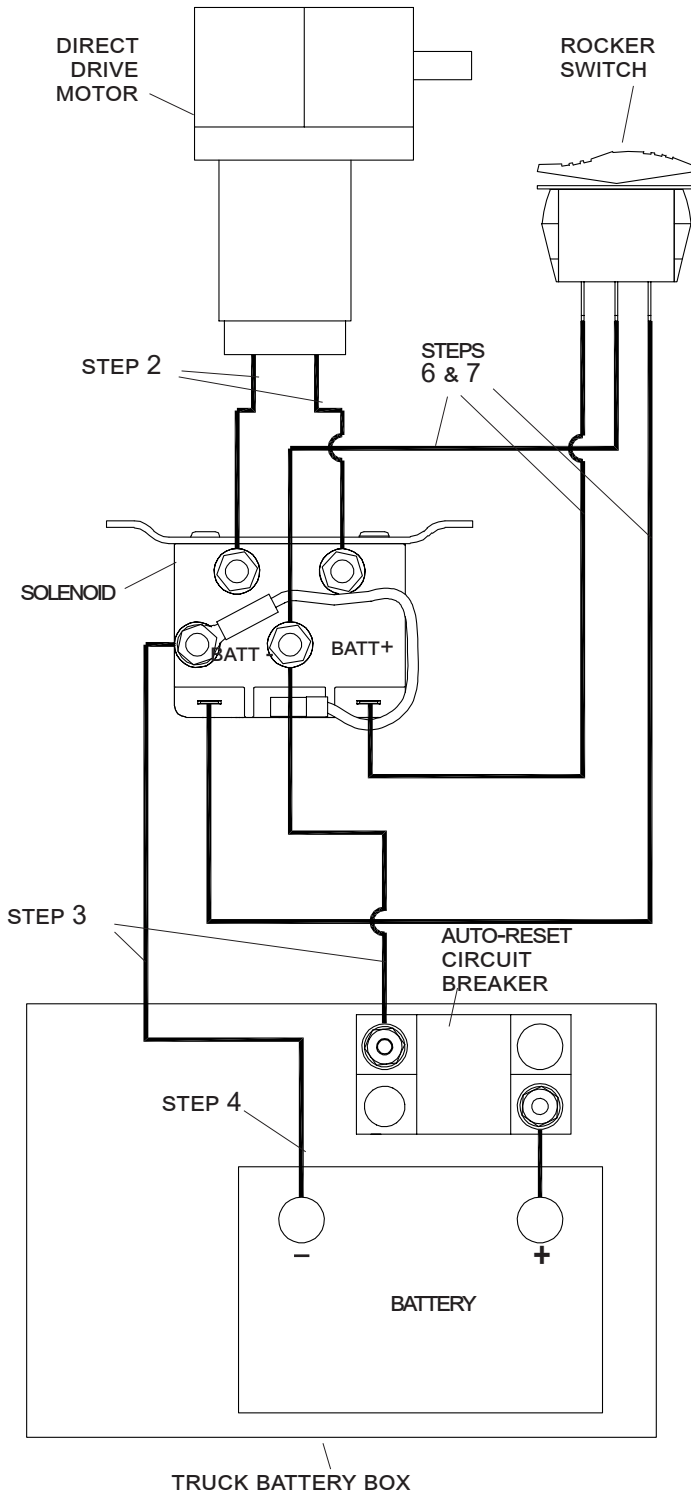 DIRECT
DRIVE
MOTOR
ROCKER
SWITCH
STEP 2
STEPS
6 & 7
SOLENOID
BATT -
BATT+
STEP 3
AUTO-RESET
CIRCUIT
BREAKER
STEP 4
–
+
BATTERY
TRUCK BATTERY BOX